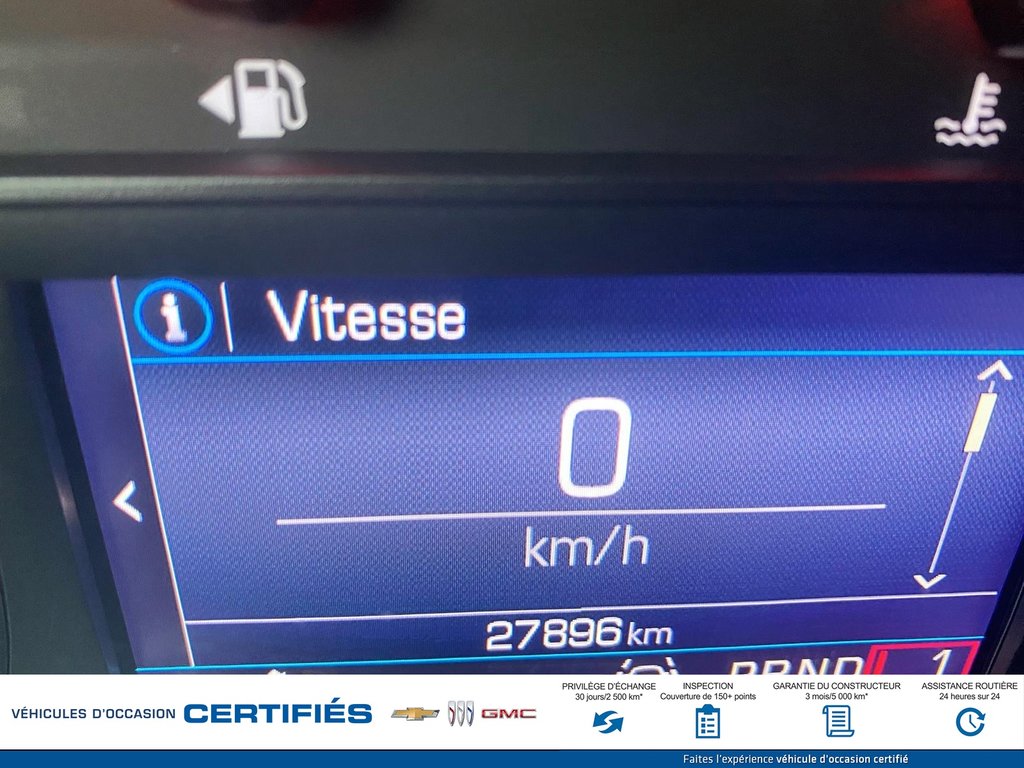 Vitesse
0
km/h
27896 km
PRND 1
VÉHICULES D'OCCASION CERTIFIÉS
GMC
PRIVILÈGE D'ÉCHANGE
30 jours/2 500 km*
INSPECTION
Couverture de 150+ points
GARANTIE DU CONSTRUCTEUR
3 mois/5 000 km*
ASSISTANCE ROUTIÈRE
24 heures sur 24
Faites l'expérience véhicule d'occasion certifié